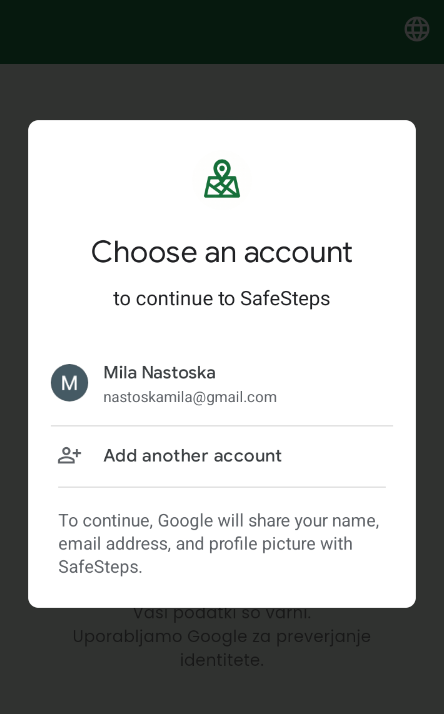 Choose an account
to continue to SafeSteps
M
Mila Nastoska
nastoskamila@gmail.com
Add another account
To continue, Google will share your name,
email address, and profile picture with
SafeSteps.
Vaši podatki so varni.
Uporabljamo Google za preverjanje
identitete.